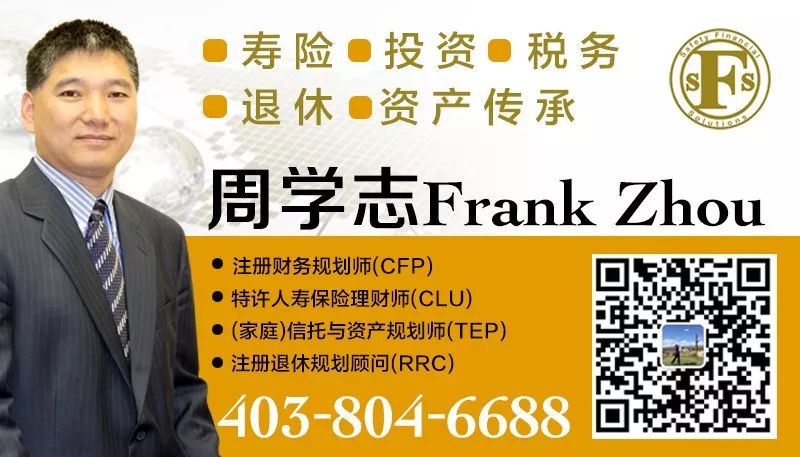 寿险 投资 税务
退休 资产传承
Safety Financial
SFS
Solutions
周学志Frank Zhou
注册财务规划师(CFP)
特许人寿保险理财师(CLU)
(家庭)信托与资产规划师(TEP)
注册退休规划顾问(RRC)
403-804-6688